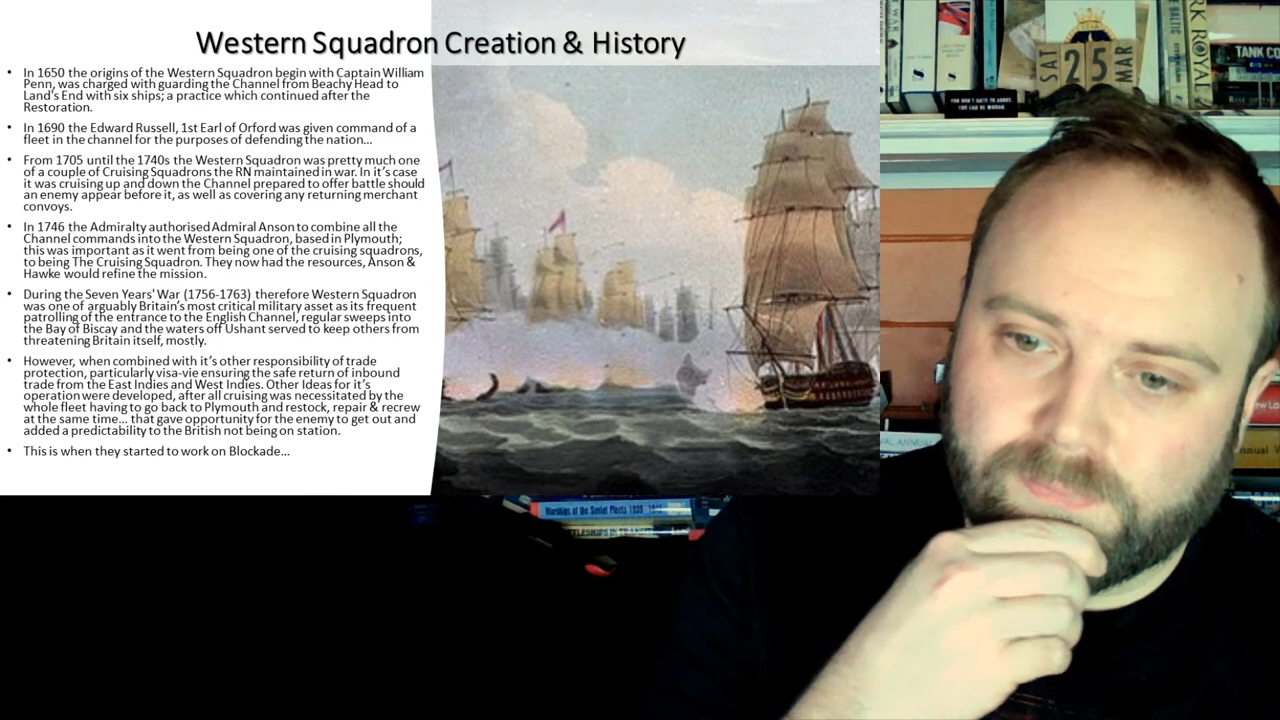 Western Squadron Creation & History
• In 1650 the origins of the Western Squadron begin with Captain William
Penn, was charged with guarding the Channel from Beachy Head to
Land's End with six ships; a practice which continued after the
Restoration.
• In 1690 the Edward Russell, 1st Earl of Orford was given command of a
fleet in the channel for the purposes of defending the nation...
• From 1705 until the 1740s the Western Squadron was pretty much one
of a couple of Cruising Squadrons the RN maintained in war. In it's case
it was cruising up and down the Channel prepared to offer battle should
an enemy appear before it, as well as covering any returning merchant
convoys.
• In 1746 the Admiralty authorised Admiral Anson to combine all the
Channel commands into the Western Squadron, based in Plymouth;
this was important as it went from being one of the cruising squadrons,
to being The Cruising Squadron. They now had the resources, Anson &
Hawke would refine the mission.
• During the Seven Years' War (1756-1763) therefore Western Squadron
was one of arguably Britain's most critical military asset as its frequent
patrolling of the entrance to the English Channel, regular sweeps into
the Bay of Biscay and the waters off Ushant served to keep others from
threatening Britain itself, mostly.
• However, when combined with it's other responsibility of trade
protection, particularly visa-vie ensuring the safe return of inbound
trade from the East Indies and West Indies. Other Ideas for it's
operation were developed, after all cruising was necessitated by the
whole fleet having to go back to Plymouth and restock, repair & recrew
at the same time... that gave opportunity for the enemy to get out and
added a predictability to the British not being on station.
• This is when they started to work on Blockade...
SAT 25 MAR
BALTIC
RK ROYAL
TANK CO
Warships of the Soviet Fleets 1939-